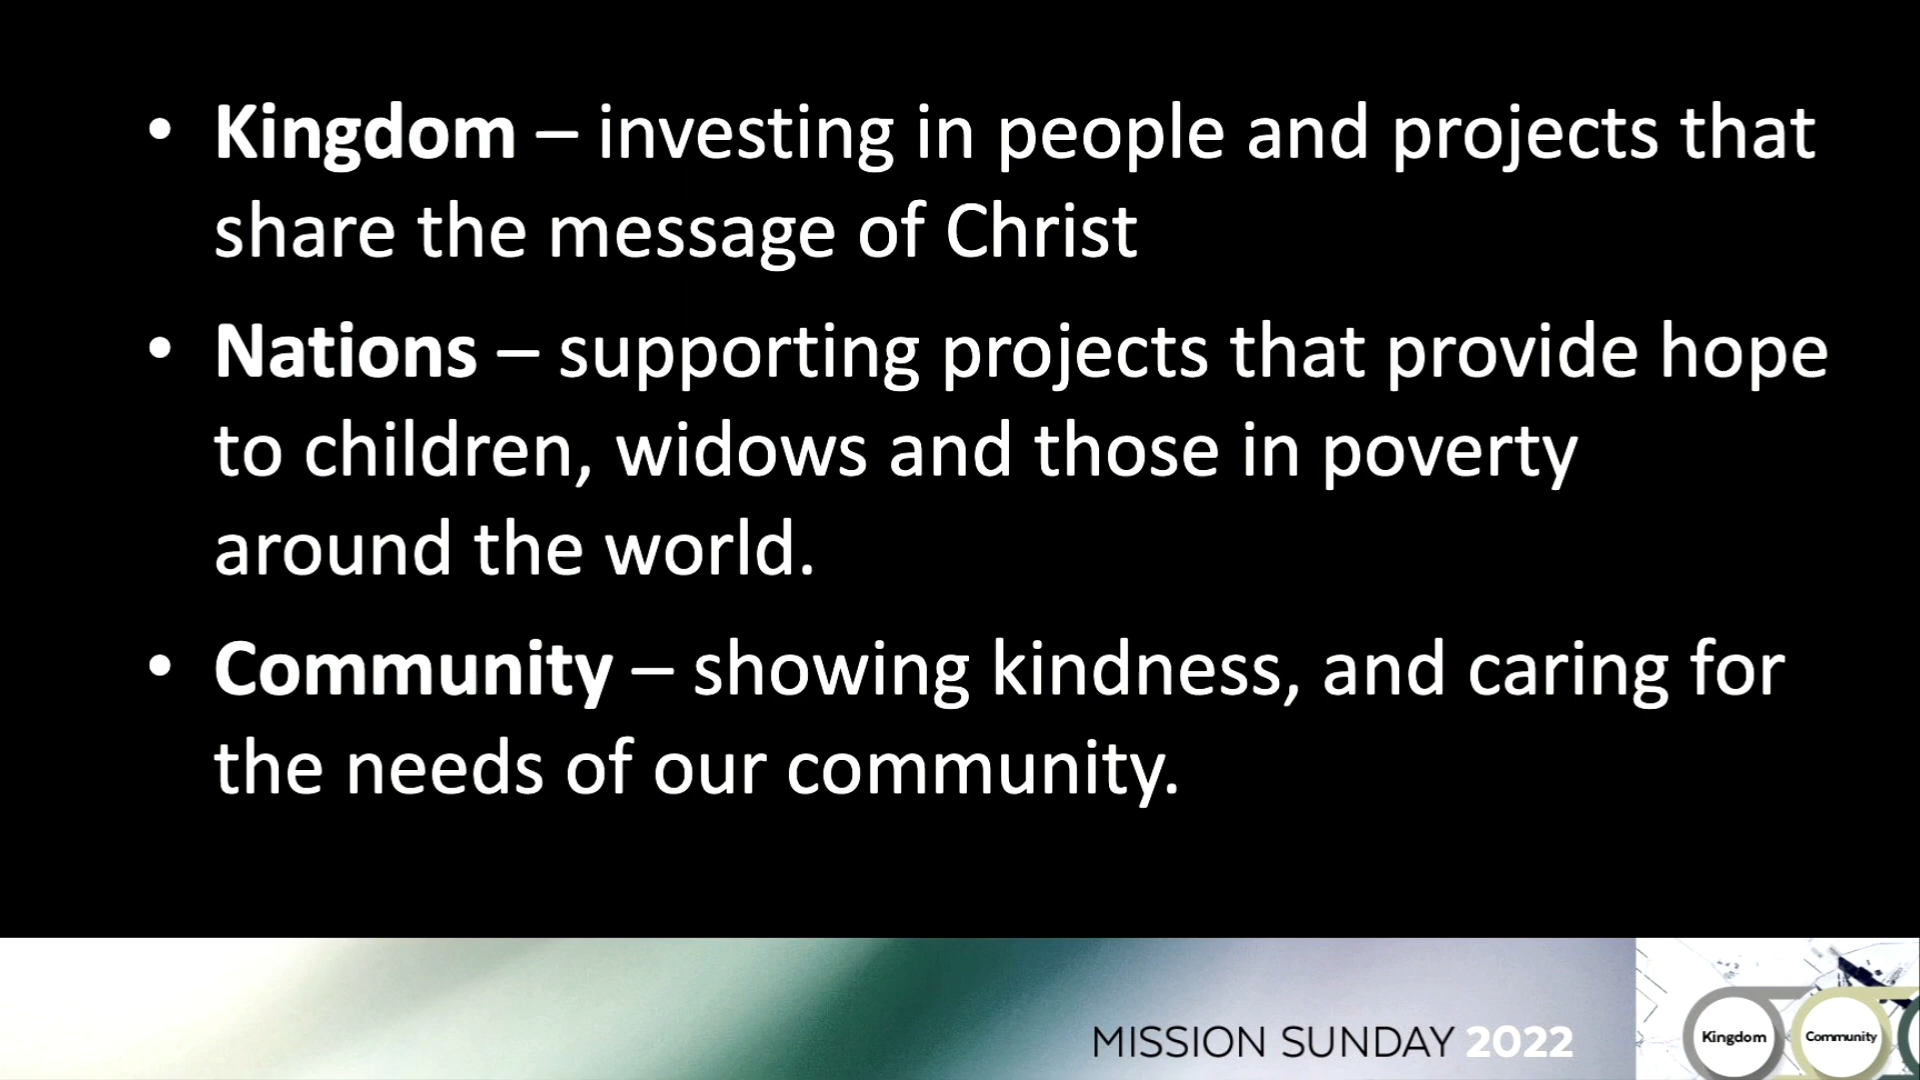 • Kingdom – investing in people and projects that
share the message of Christ
• Nations – supporting projects that provide hope
to children, widows and those in poverty
around the world.
• Community – showing kindness, and caring for
the needs of our community.
MISSION SUNDAY 2022
Kingdom
Community